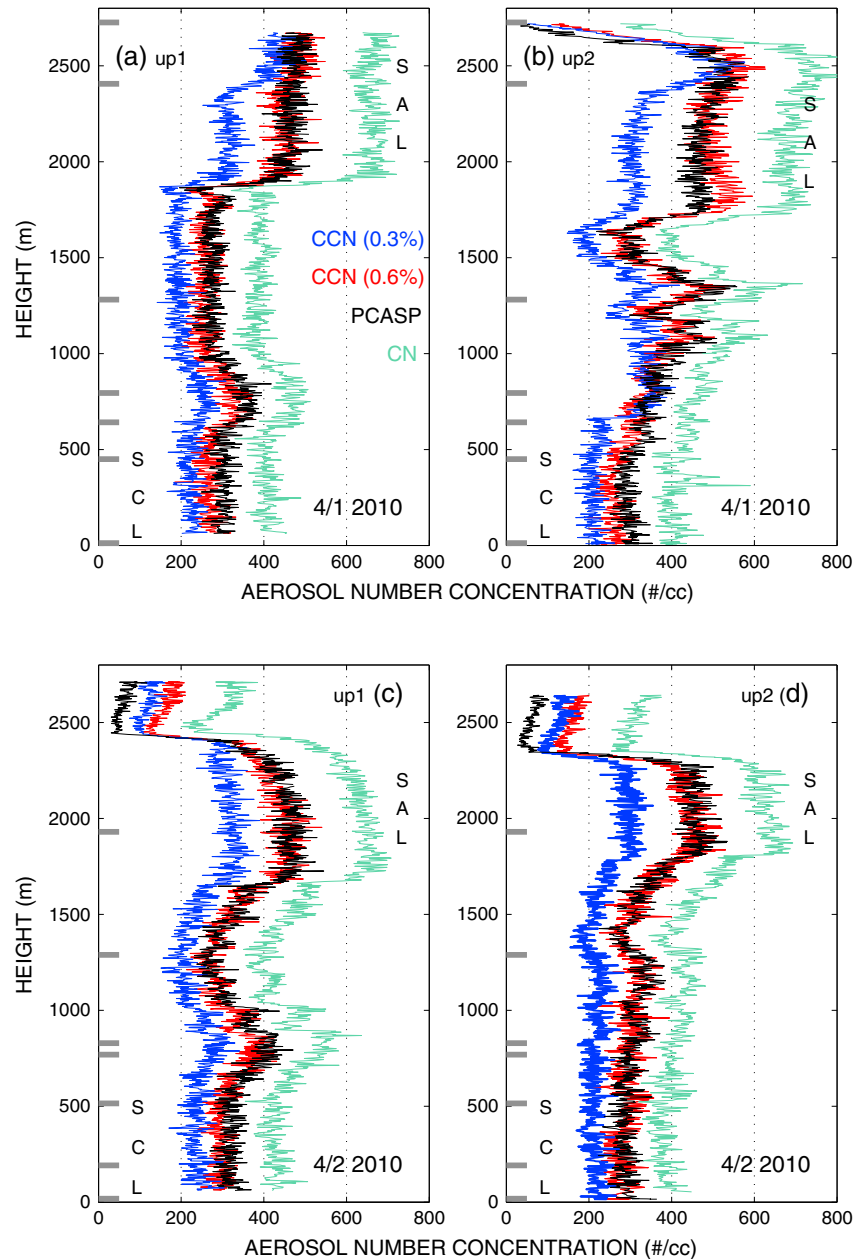 (a) up1
(b) up2
2500
2000
1500
1000
500
0
HEIGHT (m)
S
A
L
CCN (0.3%)
CCN (0.6%)
PCASP
CN
S
C
L
4/1 2010
0 200 400 600 800
2500
2000
1500
1000
500
0
S
A
L
S
C
L
4/1 2010
0 200 400 600 800
AEROSOL NUMBER CONCENTRATION (#/cc)
up1 (c)
up2 (d)
2500
2000
1500
1000
500
0
HEIGHT (m)
S
A
L
S
C
L
4/2 2010
0 200 400 600 800
2500
2000
1500
1000
500
0
S
A
L
S
C
L
4/2 2010
0 200 400 600 800
AEROSOL NUMBER CONCENTRATION (#/cc)